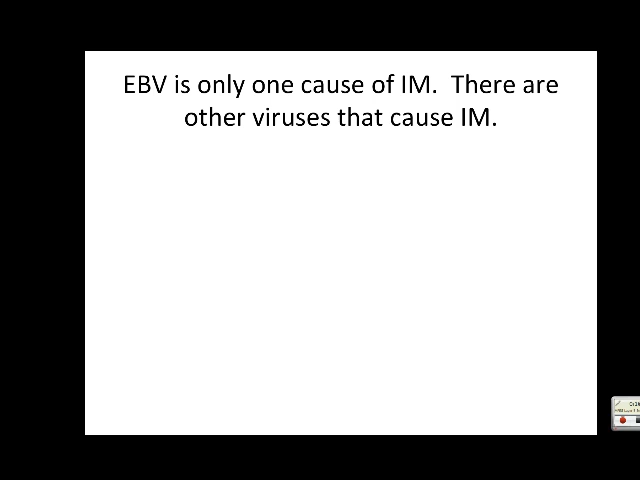 EBV is only one cause of IM.  There are
other viruses that cause IM.